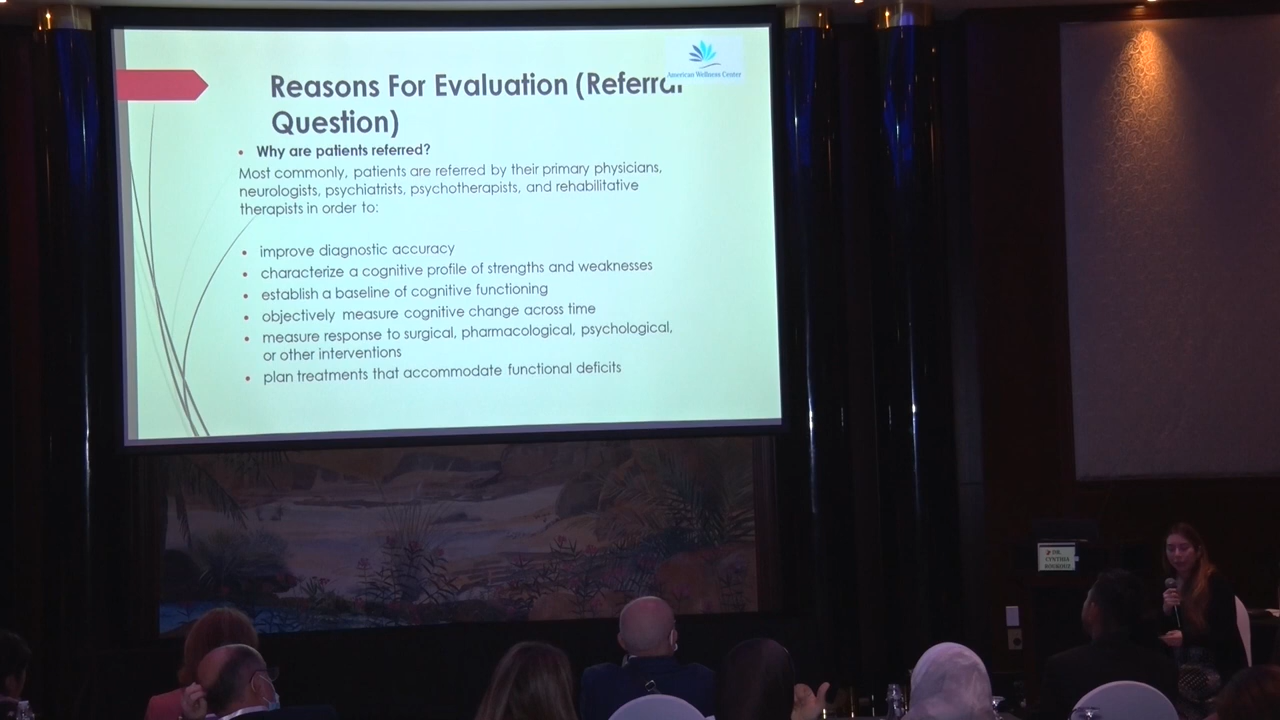 American Wellness Center
Reasons For Evaluation (Referral
Question)
• Why are patients referred?
Most commonly, patients are referred by their primary physicians,
neurologists, psychiatrists, psychotherapists, and rehabilitative
therapists in order to:
• improve diagnostic accuracy
• characterize a cognitive profile of strengths and weaknesses
• establish a baseline of cognitive functioning
• objectively measure cognitive change across time
• measure response to surgical, pharmacological, psychological,
or other interventions
• plan treatments that accommodate functional deficits
DR.
CYNTHIA